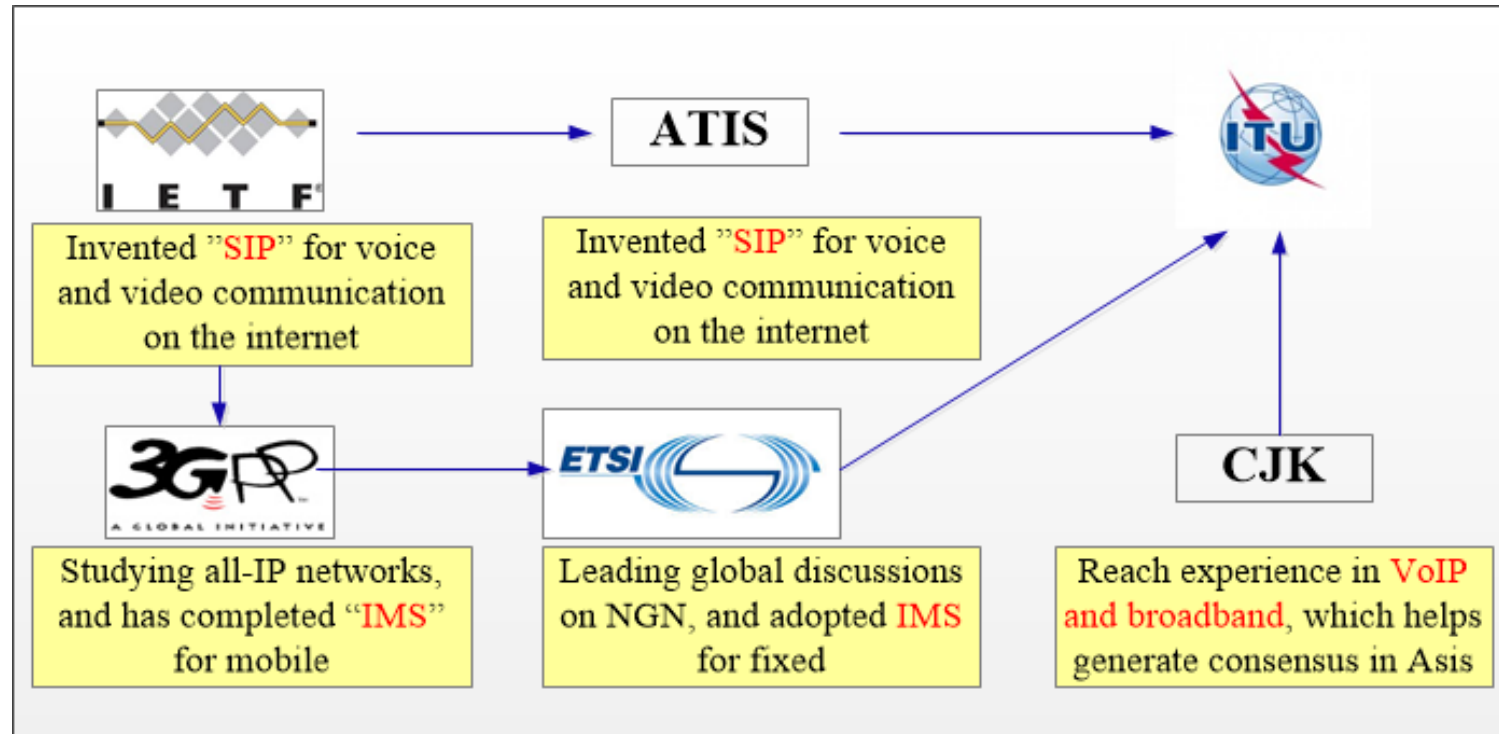 I E T F®
ATIS
ITU
Invented ”SIP” for voice
and video communication
on the internet
Invented ”SIP” for voice
and video communication
on the internet
3GPP™
A GLOBAL INITIATIVE
ETSI
CJK
Studying all-IP networks,
and has completed “IMS”
for mobile
Leading global discussions
on NGN, and adopted IMS
for fixed
Reach experience in VoIP
and broadband, which helps
generate consensus in Asis